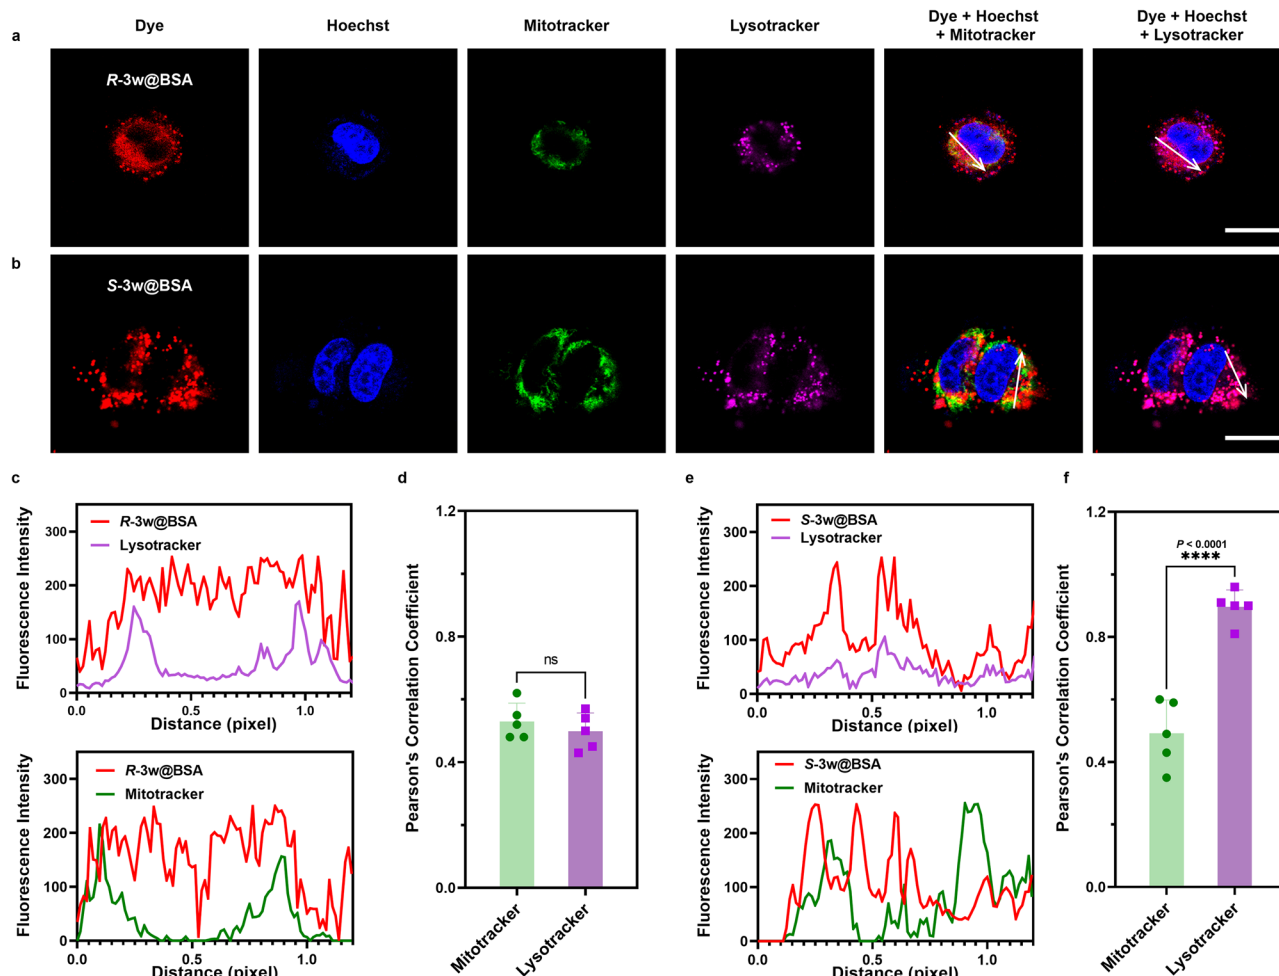 Dye
Hoechst
Mitotracker
Lysotracker
Dye + Hoechst
+ Mitotracker
Dye + Hoechst
+ Lysotracker
a
R-3w@BSA
b
S-3w@BSA
c
Fluorescence Intensity
300
200
100
0
R-3w@BSA
Lysotracker
0.0
0.5
1.0
Distance (pixel)
Fluorescence Intensity
300
200
100
0
R-3w@BSA
Mitotracker
0.0
0.5
1.0
Distance (pixel)
d
Pearson's Correlation Coefficient
1.2
0.8
0.4
0.0
ns
Mitotracker
Lysotracker
e
Fluorescence Intensity
300
200
100
0
S-3w@BSA
Lysotracker
0.0
0.5
1.0
Distance (pixel)
Fluorescence Intensity
300
200
100
0
S-3w@BSA
Mitotracker
0.0
0.5
1.0
Distance (pixel)
f
Pearson's Correlation Coefficient
1.2
0.8
0.4
0.0
P < 0.0001
****
Mitotracker
Lysotracker